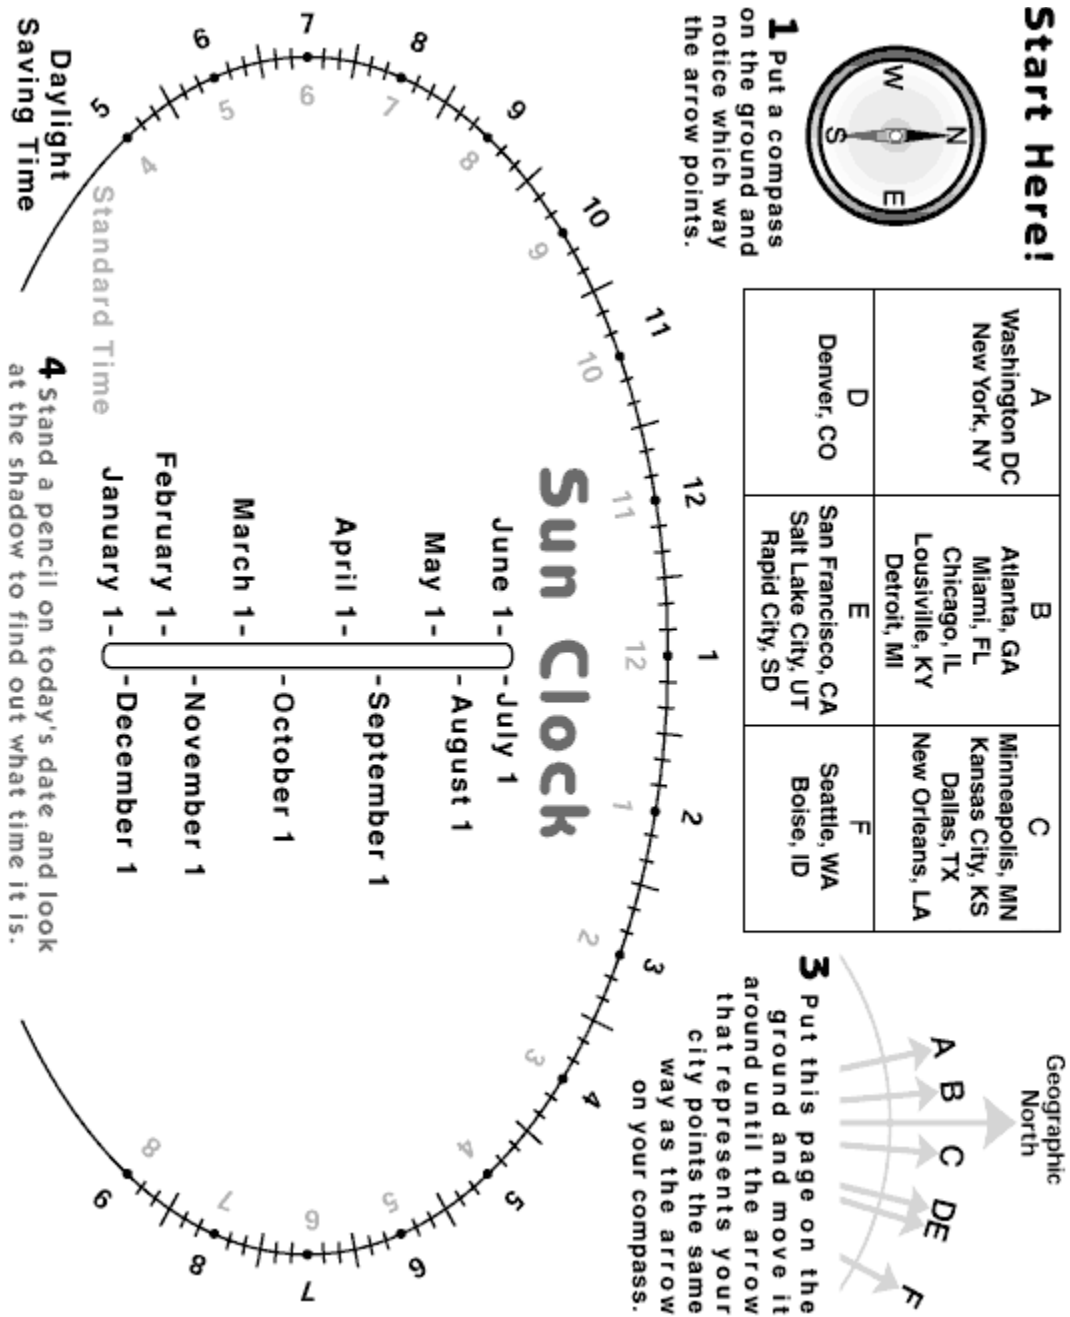 Start Here!
N
W
E
S
1 Put a compass
on the ground and
notice which way
the arrow points.
A
Washington DC
New York, NY
B
Atlanta, GA
Miami, FL
Chicago, IL
Lousiville, KY
Detroit, MI
C
Minneapolis, MN
Kansas City, KS
Dallas, TX
New Orleans, LA
D
Denver, CO
E
San Francisco, CA
Salt Lake City, UT
Rapid City, SD
F
Seattle, WA
Boise, ID
Geographic
North
A B C D E F
3 Put this page on the
ground and move it
around until the arrow
that represents your
city points the same
way as the arrow
on your compass.
5 6 7 8 9 10 11 12 1 2 3 4 5 6 7 8 9
4 5 6 7 8 9 10 11 12 1 2 3 4 5 6 7 8
Sun Clock
June 1
July 1
May 1
August 1
April 1
September 1
March 1
October 1
February 1
November 1
January 1
December 1
Standard Time
Daylight
Saving Time
4 Stand a pencil on today's date and look
at the shadow to find out what time it is.